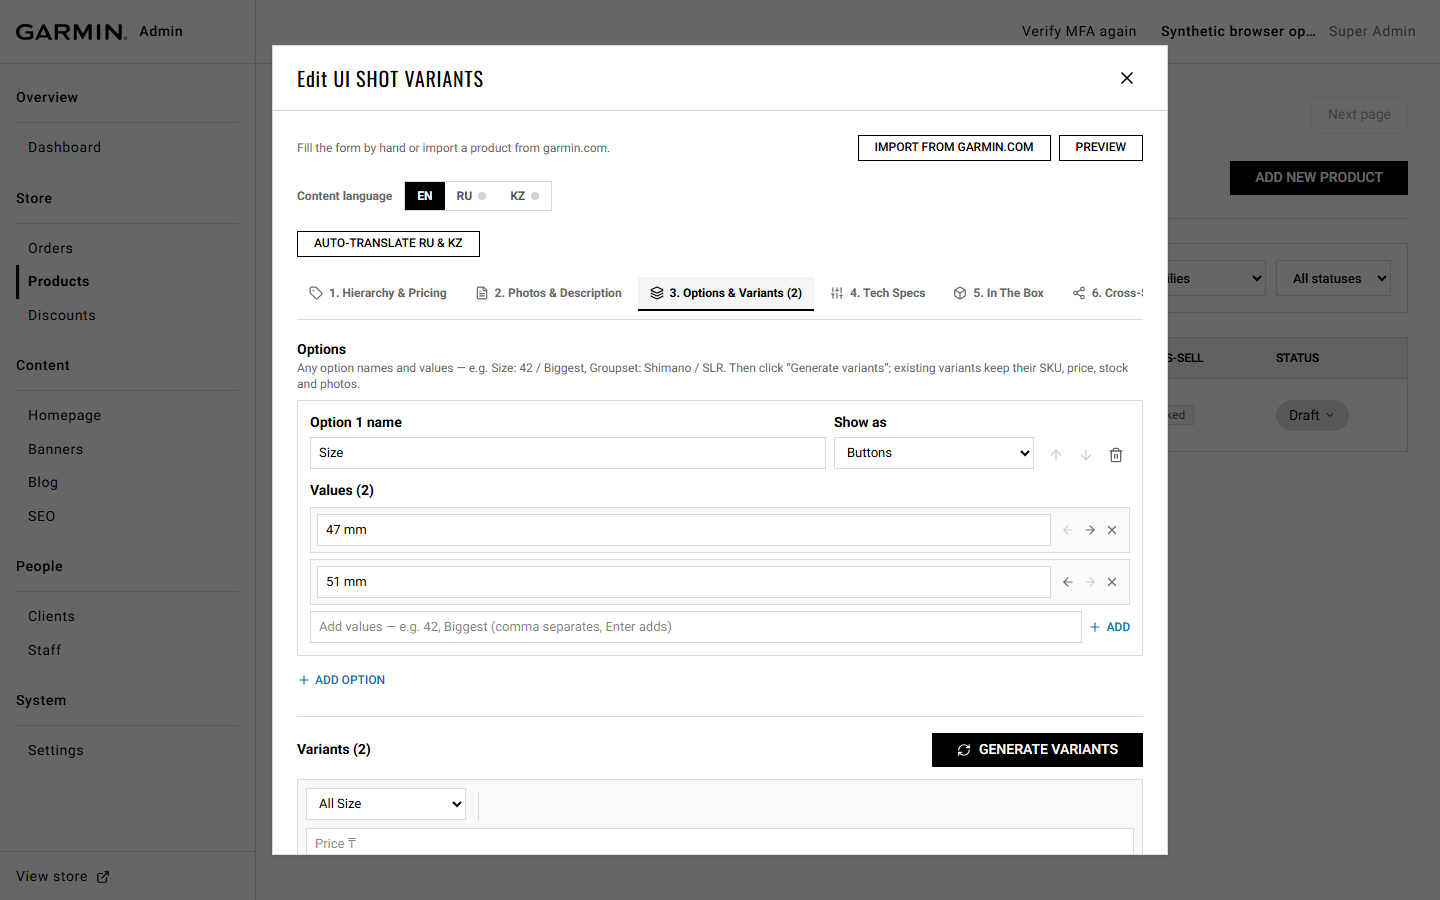 GARMIN. Admin
Verify MFA again
Synthetic browser op...
Super Admin
Overview
Dashboard
Store
Orders
Products
Discounts
Content
Homepage
Banners
Blog
SEO
People
Clients
Staff
System
Settings
View store
Next page
ADD NEW PRODUCT
ilies
All statuses
S-SELL
STATUS
ked
Draft
Edit UI SHOT VARIANTS
Fill the form by hand or import a product from garmin.com.
IMPORT FROM GARMIN.COM
PREVIEW
Content language
EN
RU
KZ
AUTO-TRANSLATE RU & KZ
1. Hierarchy & Pricing
2. Photos & Description
3. Options & Variants (2)
4. Tech Specs
5. In The Box
6. Cross-S
Options
Any option names and values — e.g. Size: 42 / Biggest, Groupset: Shimano / SLR. Then click “Generate variants”; existing variants keep their SKU, price, stock
and photos.
Option 1 name
Show as
Size
Buttons
Values (2)
47 mm
51 mm
Add values — e.g. 42, Biggest (comma separates, Enter adds)
ADD
ADD OPTION
Variants (2)
GENERATE VARIANTS
All Size
Price ₸